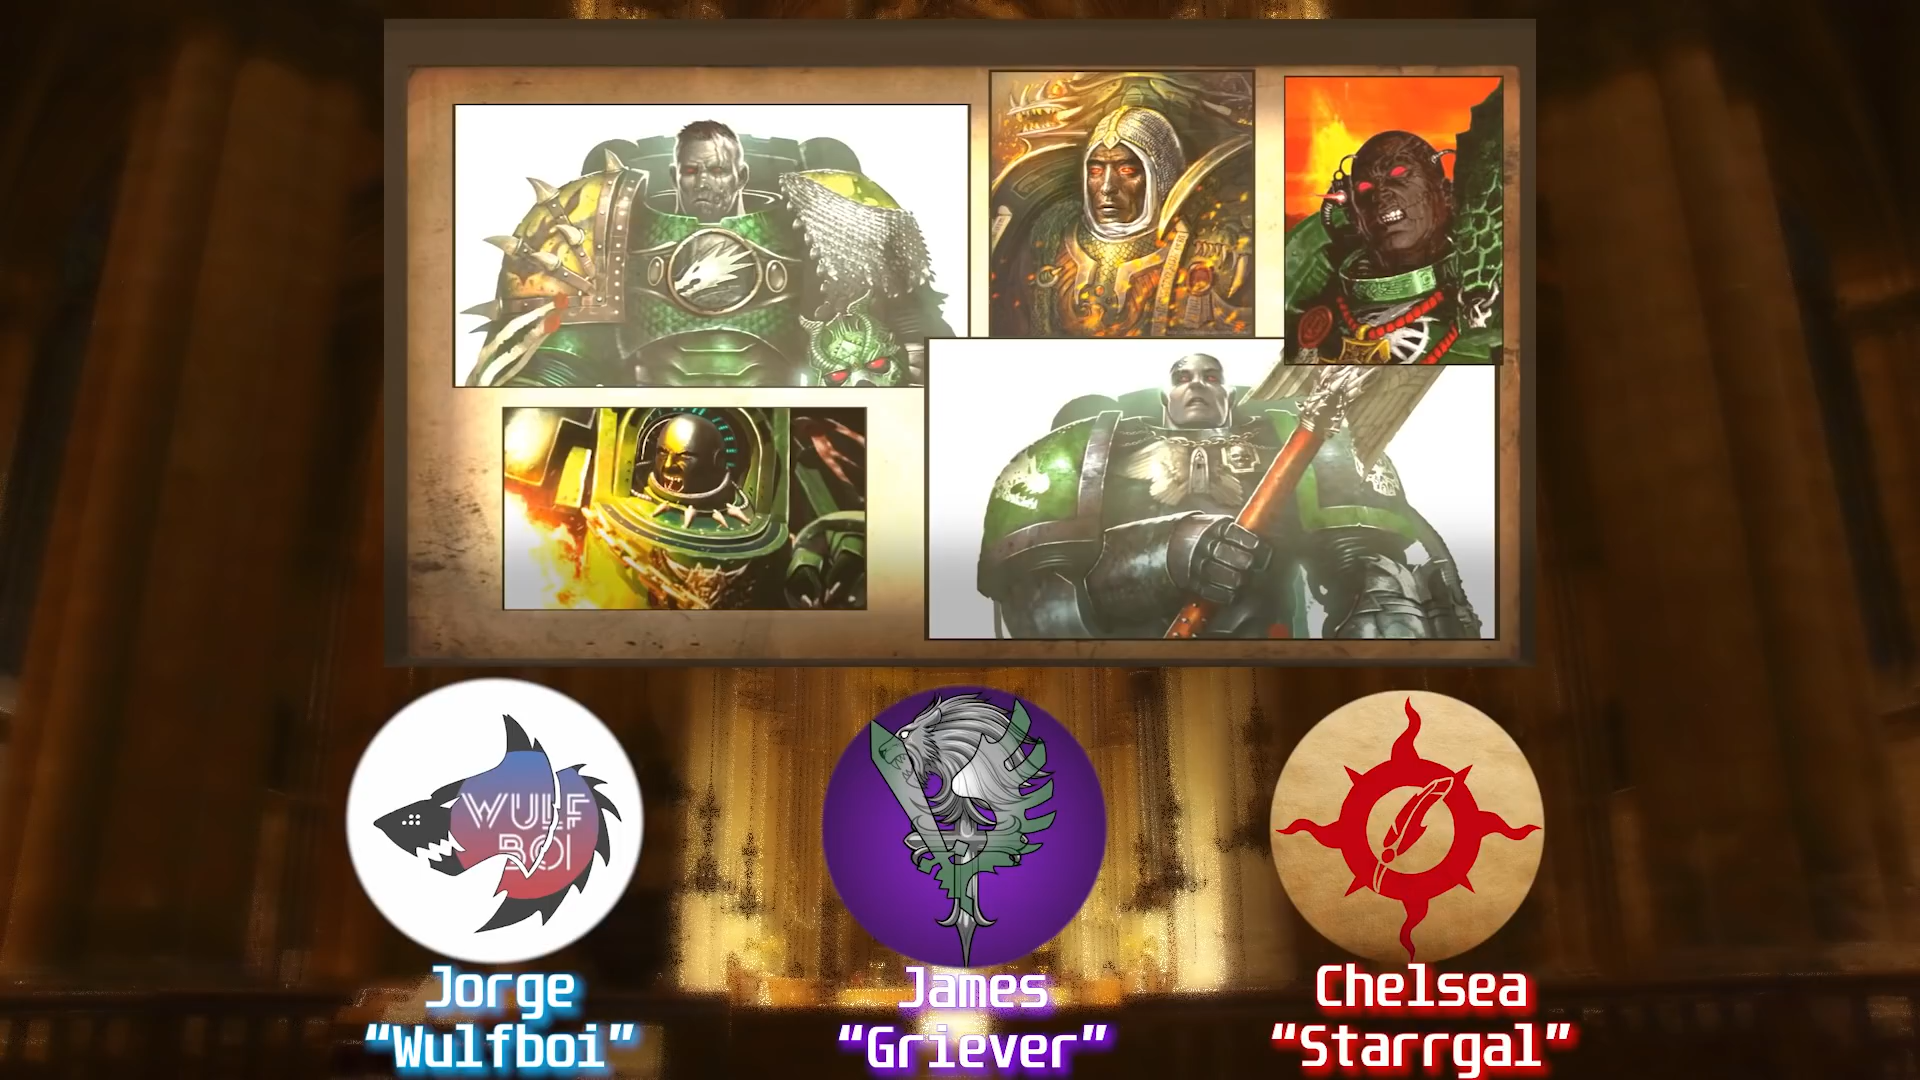 WULF
BOI
Jorge
“Wulfboi”
James
“Griever”
Chelsea
“Starrgal”